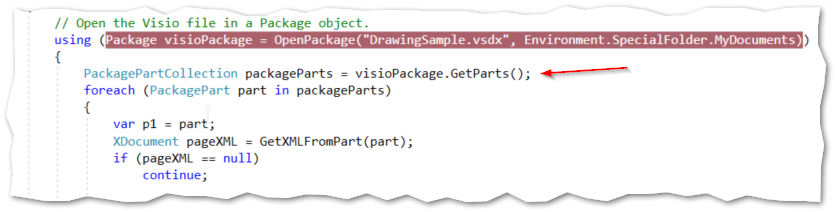 // Open the Visio file in a Package object.
using (Package visioPackage = OpenPackage("DrawingSample.vsdx", Environment.SpecialFolder.MyDocuments))
{
PackagePartCollection packageParts = visioPackage.GetParts();
foreach (PackagePart part in packageParts)
{
var p1 = part;
XDocument pageXML = GetXMLFromPart(part);
if (pageXML == null)
continue;